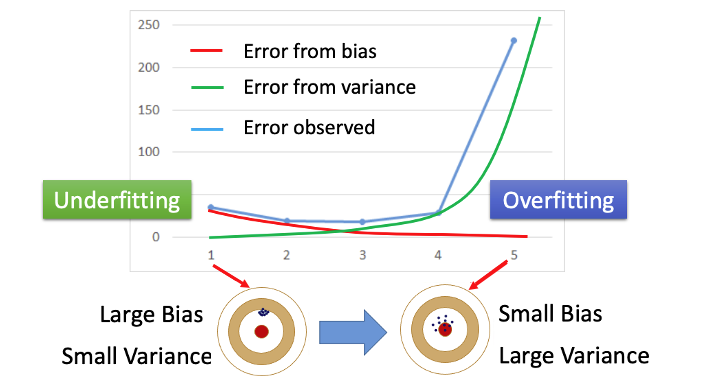 250
200
150
100
0
Error from bias
Error from variance
Error observed
Underfitting
Overfitting
1 2 3 4 5
Large Bias
Small Variance
Small Bias
Large Variance